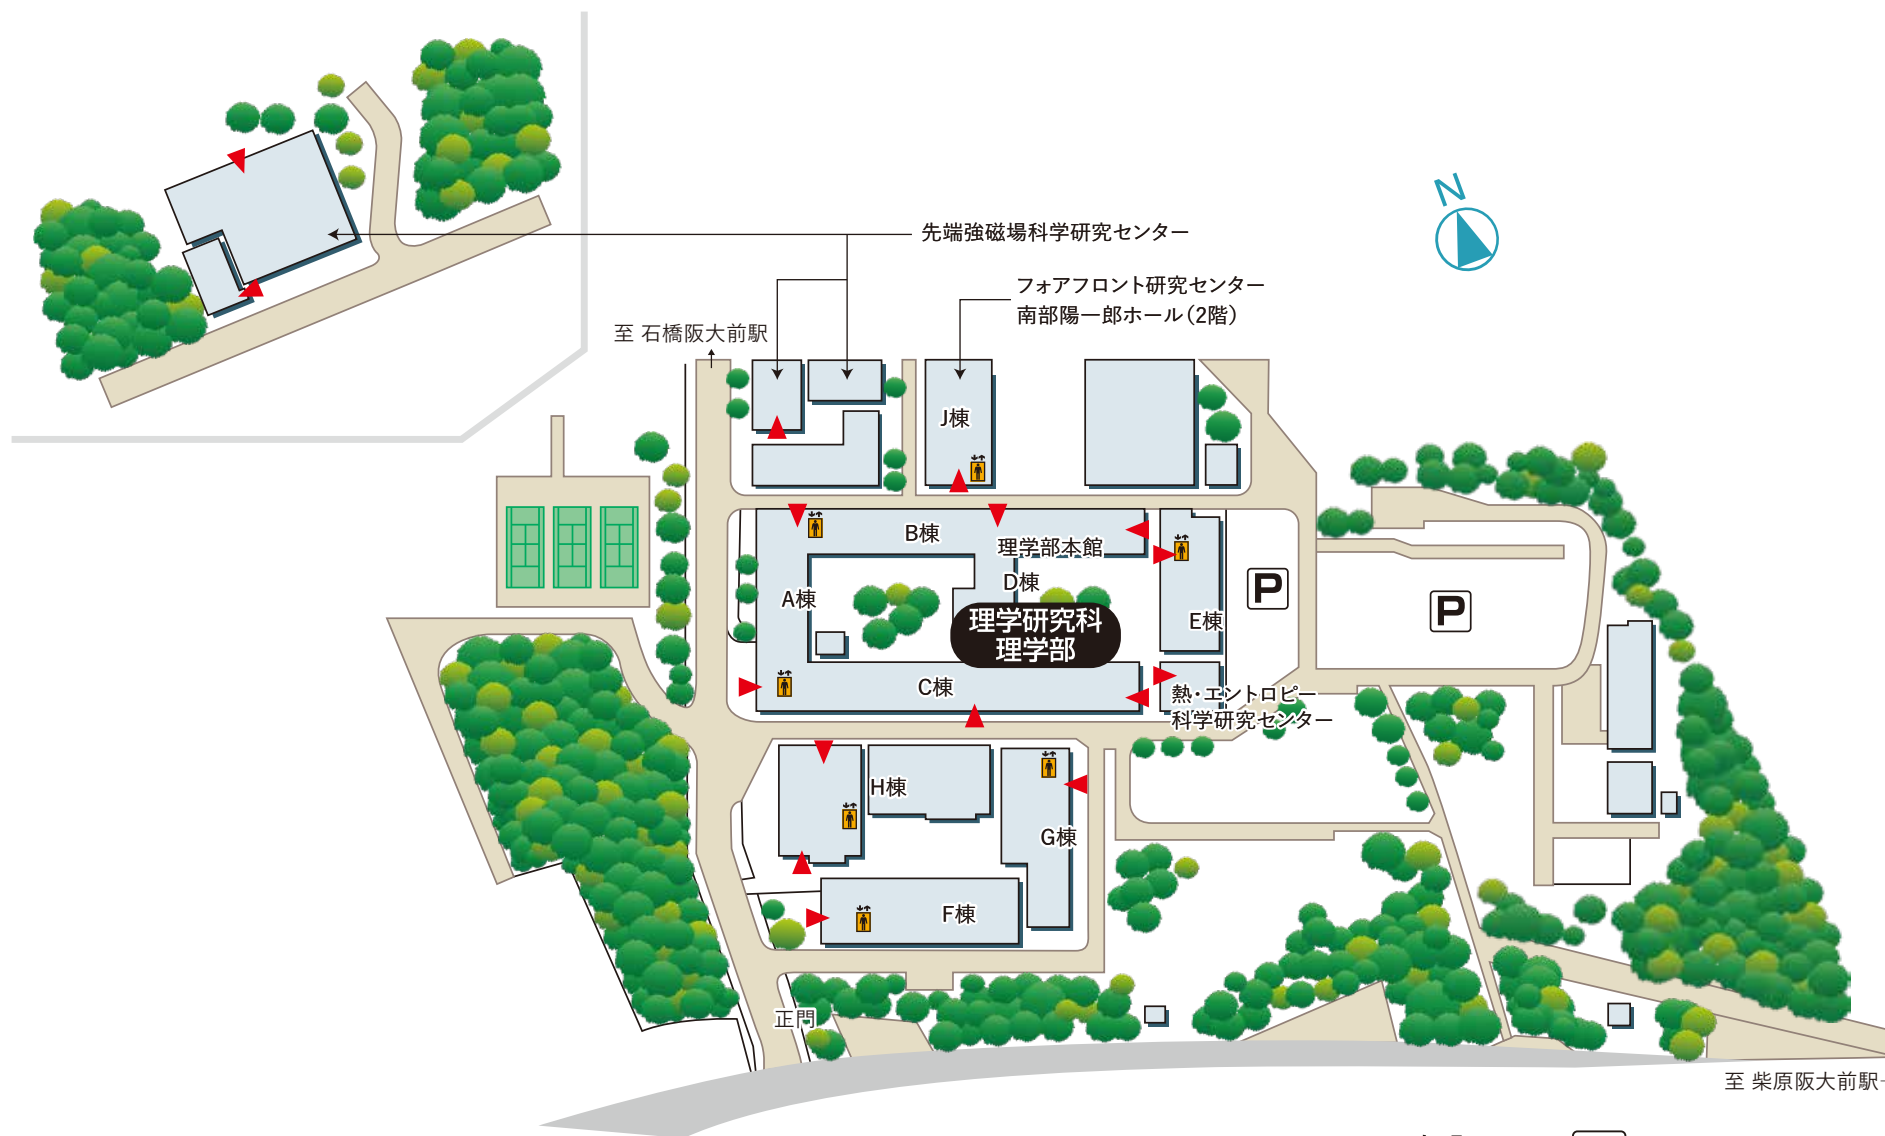 N
先端強磁場科学研究センター
フォアフロント研究センター
南部陽一郎ホール（2階）
至 石橋阪大前駅
J棟
B棟
理学部本館
D棟
A棟
P
P
理学研究科
理学部
E棟
C棟
熱・エントロピー
科学研究センター
H棟
G棟
F棟
正門
至 柴原阪大前駅